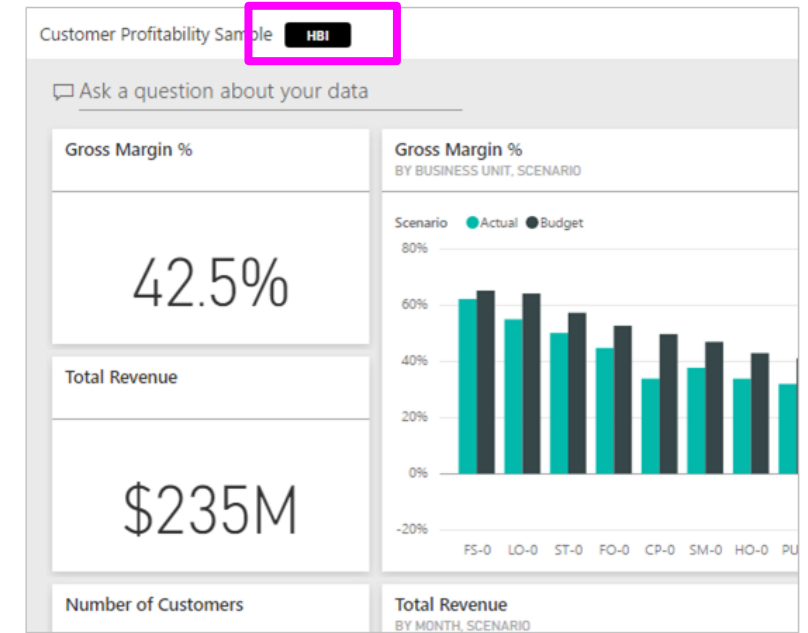 Customer Profitability Sample HBI
Ask a question about your data
Gross Margin %
42.5%
Gross Margin %
BY BUSINESS UNIT, SCENARIO
Scenario Actual Budget
80%
60%
40%
20%
0%
-20%
FS-0 LO-0 ST-0 FO-0 CP-0 SM-0 HO-0 PU
Total Revenue
$235M
Number of Customers
Total Revenue
BY MONTH, SCENARIO